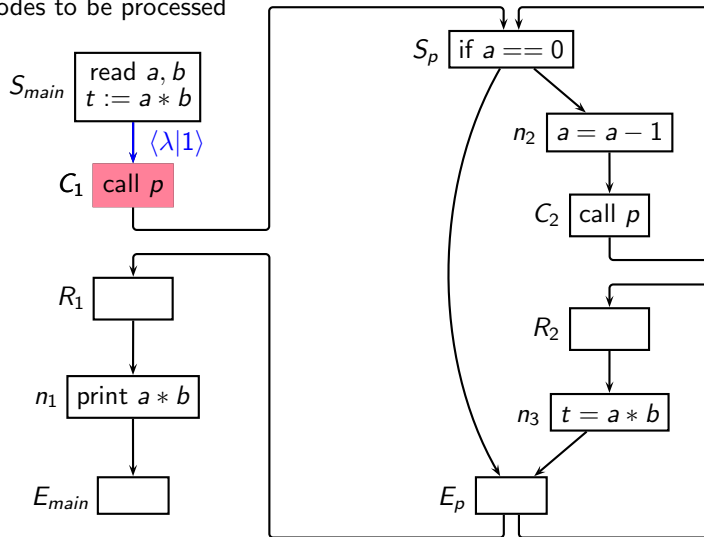 odes to be processed
S_p if a == 0
S_main read a, b
t := a ∗ b
⟨λ|1⟩
n_2 a = a − 1
C_1 call p
C_2 call p
R_1
R_2
n_1 print a ∗ b
n_3 t = a ∗ b
E_main
E_p